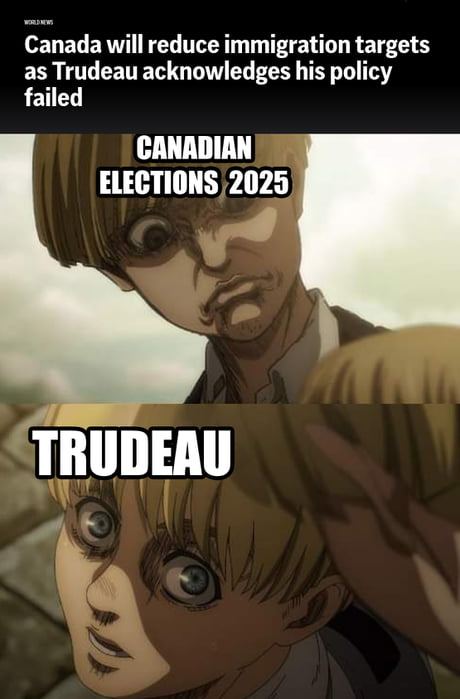 WORLD NEWS
Canada will reduce immigration targets
as Trudeau acknowledges his policy
failed
CANADIAN
ELECTIONS 2025
TRUDEAU